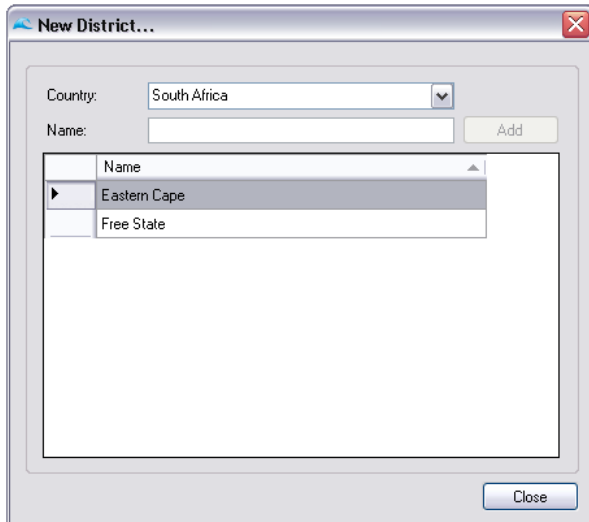 New District...
Country: South Africa
Name: Add
Name
Eastern Cape
Free State
Close